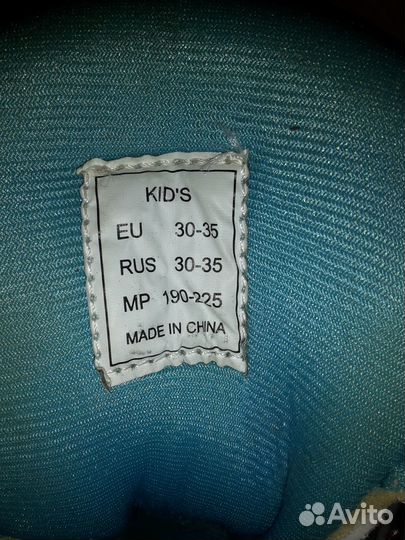 KID'S
EU 30-35
RUS 30-35
MP 190-225
MADE IN CHINA
Avito